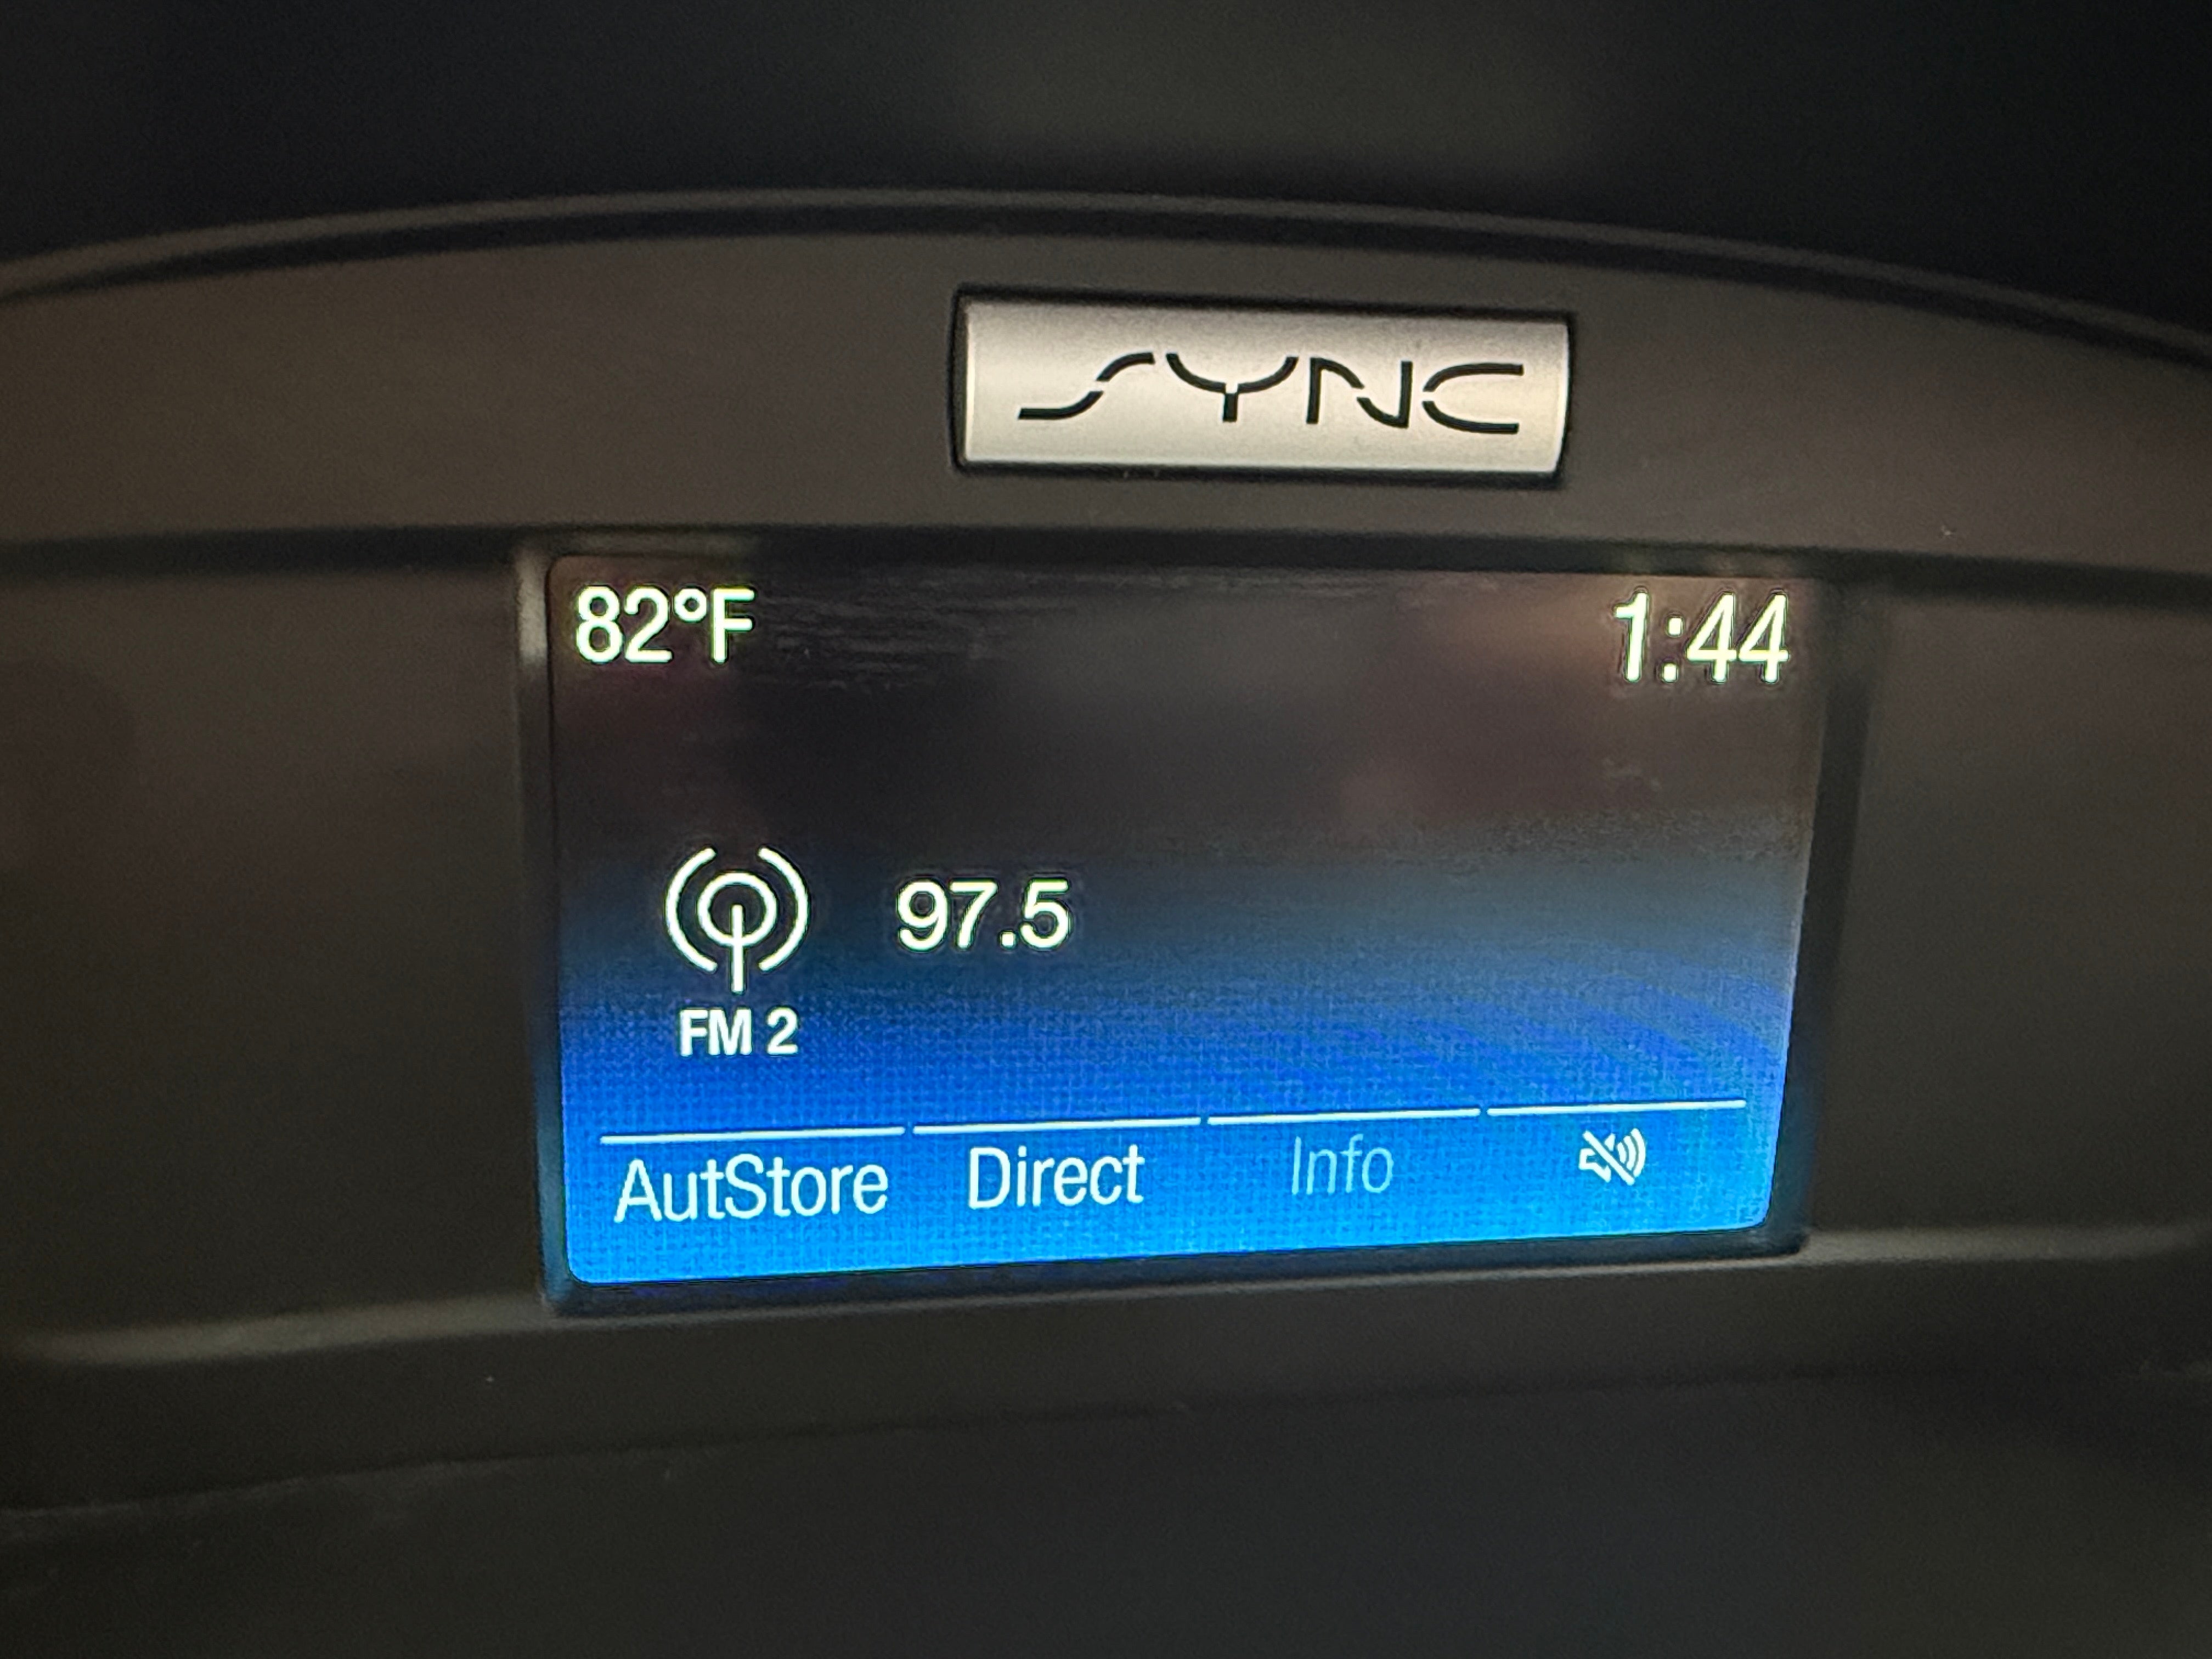 SYNC
82°F 1:44
97.5
FM 2
AutStore Direct Info